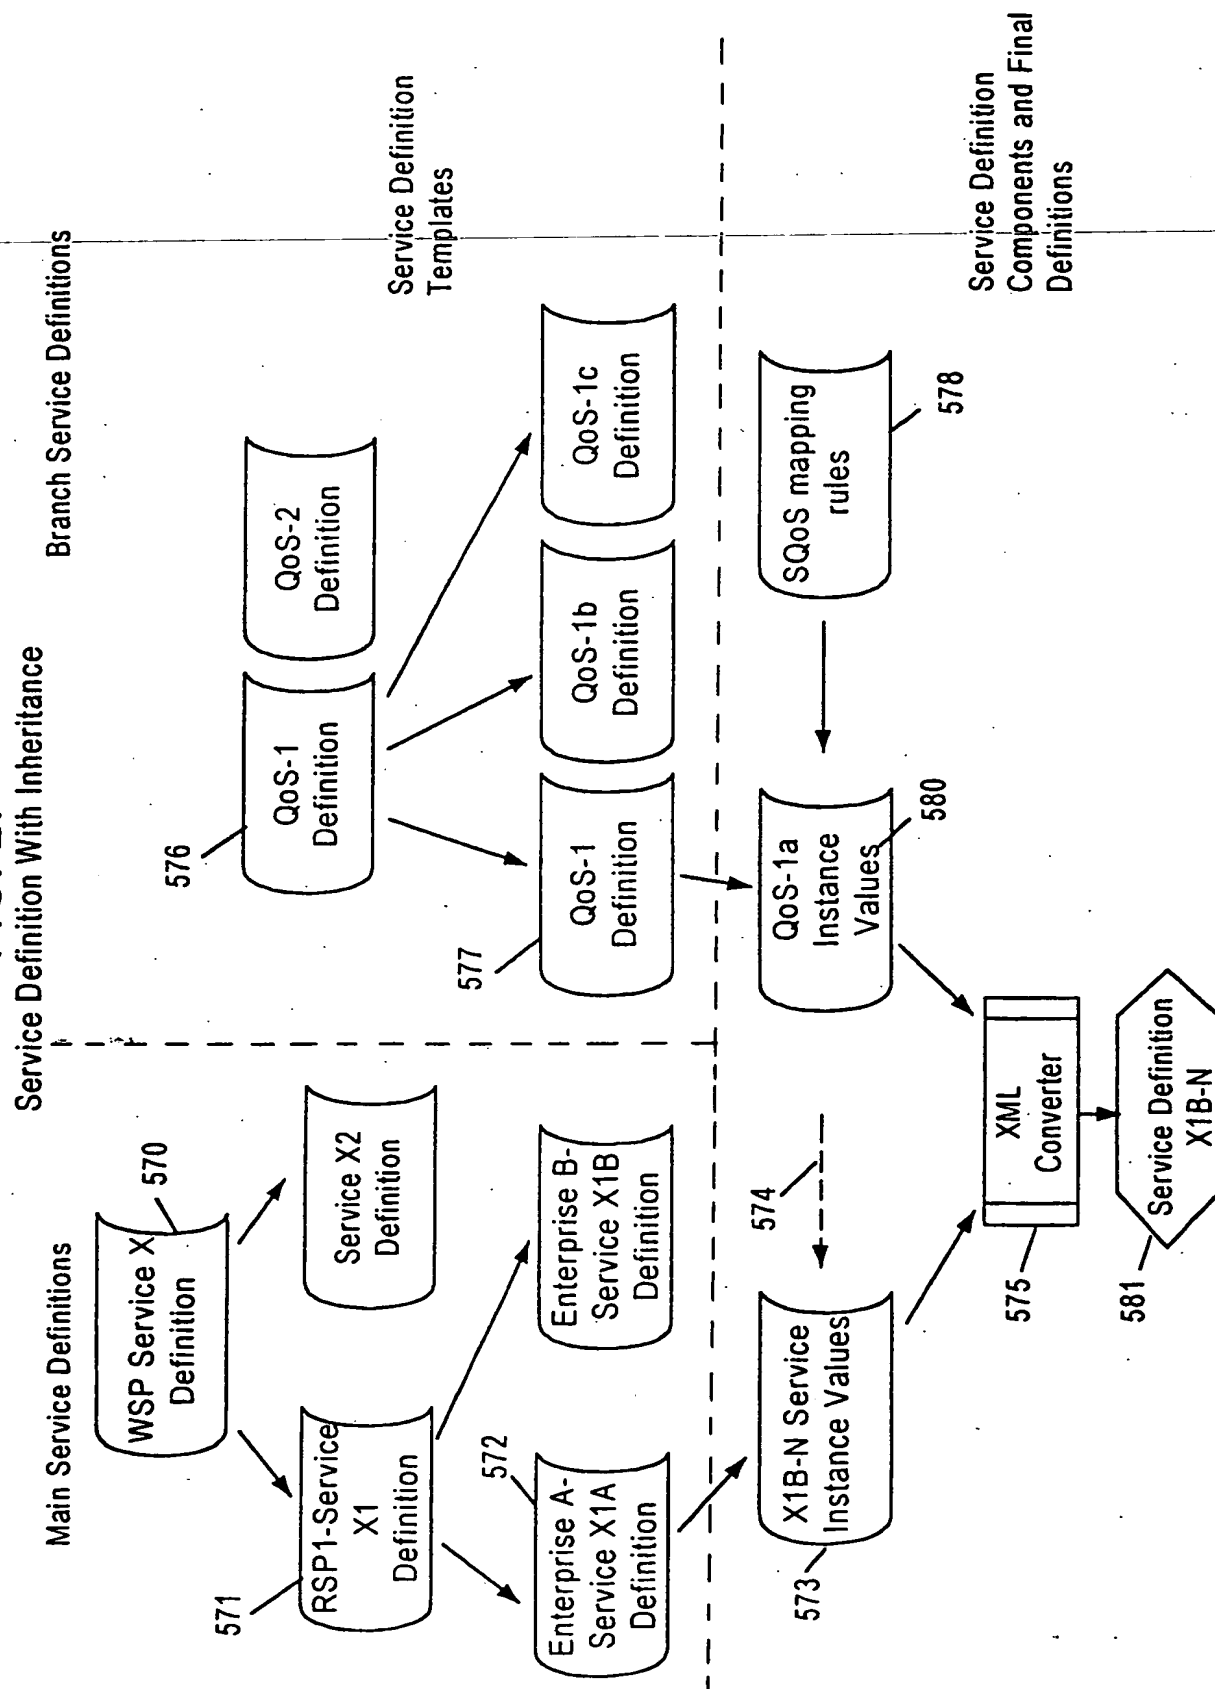 Service Definition With Inheritance
Main Service Definitions
Branch Service Definitions
WSP Service X
Definition
570
RSP1-Service
X1
Definition
571
Service X2
Definition
Enterprise A-
Service X1A
Definition
572
Enterprise B-
Service X1B
Definition
QoS-1
Definition
576
QoS-2
Definition
QoS-1
Definition
577
QoS-1b
Definition
QoS-1c
Definition
Service Definition
Templates
X1B-N Service
Instance Values
573
574
QoS-1a
Instance
Values
580
SQoS mapping
rules
578
Service Definition
Components and Final
Definitions
XML
Converter
575
Service Definition
X1B-N
581